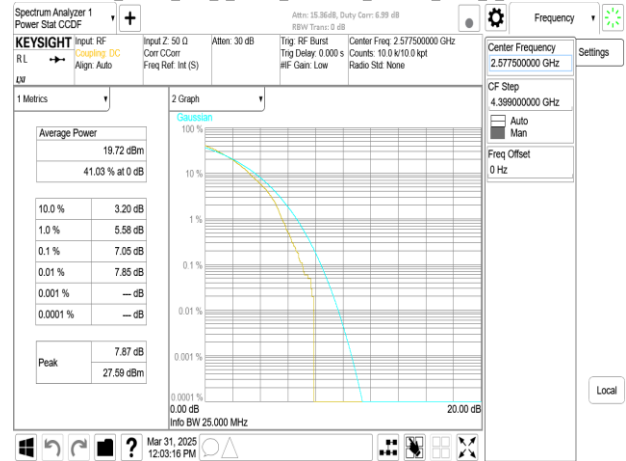 Spectrum Analyzer 1
Power Stat CCDF
Attn: 15.36dB, Duty Corr: 6.99 dB
RBW Trans: 0 dB
Frequency
KEYSIGHT
RL
LXI
Input: RF
Coupling: DC
Align: Auto
Input Z: 50 Ω
Corr CCorr
Freq Ref: Int (S)
Atten: 30 dB
Trig: RF Burst
Trig Delay: 0.000 s
#IF Gain: Low
Center Freq: 2.577500000 GHz
Counts: 10.0 k/10.0 kpt
Radio Std: None
Center Frequency
2.577500000 GHz
Settings
CF Step
4.399000000 GHz
Auto
Man
Freq Offset
0 Hz
Local
1 Metrics
Average Power
19.72 dBm
41.03 % at 0 dB
10.0 % 3.20 dB
1.0 % 5.58 dB
0.1 % 7.05 dB
0.01 % 7.85 dB
0.001 % --- dB
0.0001 % --- dB
Peak
7.87 dB
27.59 dBm
2 Graph
Gaussian
100 %
10 %
1 %
0.1 %
0.01 %
0.001 %
0.0001 %
0.00 dB 20.00 dB
Info BW 25.000 MHz
?
Mar 31, 2025
12:03:16 PM